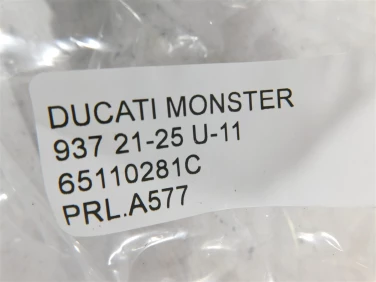 DUCATI MONSTER
937 21-25 U-11
65110281C
PRL.A577